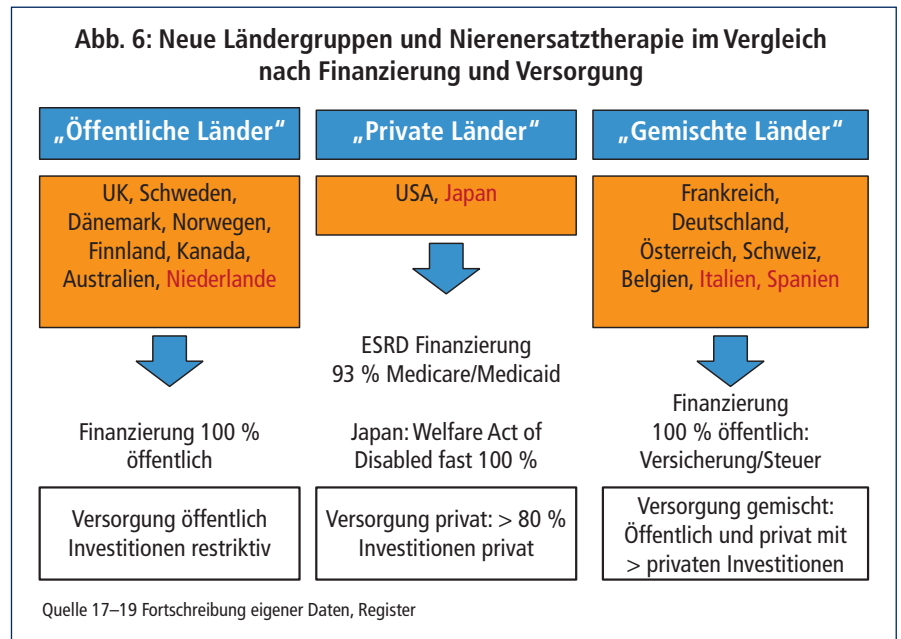 Abb. 6: Neue Ländergruppen und Nierenersatztherapie im Vergleich
nach Finanzierung und Versorgung
„Öffentliche Länder“
UK, Schweden,
Dänemark, Norwegen,
Finnland, Kanada,
Australien, Niederlande
Finanzierung 100 %
öffentlich
Versorgung öffentlich
Investitionen restriktiv
„Private Länder“
USA, Japan
ESRD Finanzierung
93 % Medicare/Medicaid
Japan: Welfare Act of
Disabled fast 100 %
Versorgung privat: > 80 %
Investitionen privat
„Gemischte Länder“
Frankreich,
Deutschland,
Österreich, Schweiz,
Belgien, Italien, Spanien
Finanzierung
100 % öffentlich:
Versicherung/Steuer
Versorgung gemischt:
Öffentlich und privat mit
> privaten Investitionen
Quelle 17–19 Fortschreibung eigener Daten, Register